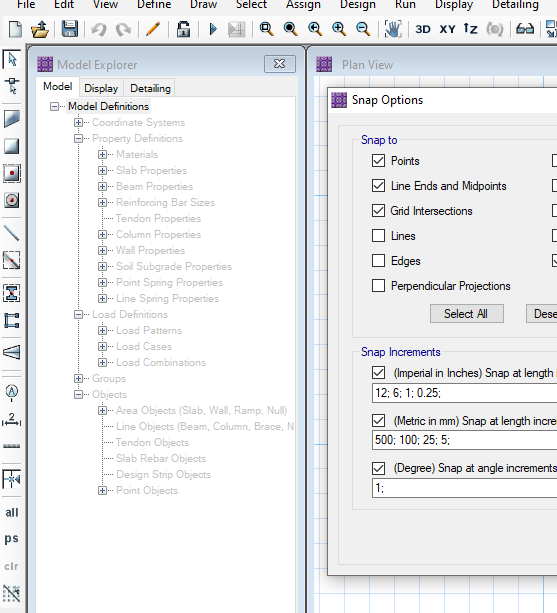 File Edit View Define Draw Select Assign Design Run Display Detailing
3D XY
Model Explorer
Model Display Detailing
Model Definitions
Coordinate Systems
Property Definitions
Materials
Slab Properties
Beam Properties
Reinforcing Bar Sizes
Tendon Properties
Column Properties
Wall Properties
Soil Subgrade Properties
Point Spring Properties
Line Spring Properties
Load Definitions
Load Patterns
Load Cases
Load Combinations
Groups
Objects
Area Objects (Slab, Wall, Ramp, Null)
Line Objects (Beam, Column, Brace, N
Tendon Objects
Slab Rebar Objects
Design Strip Objects
Point Objects
A
2
all
ps
clr
Plan View
Snap Options
Snap to
Points
Line Ends and Midpoints
Grid Intersections
Lines
Edges
Perpendicular Projections
Select All Dese
Snap Increments
(Imperial in Inches) Snap at length i
12; 6; 1; 0.25;
(Metric in mm) Snap at length incre
500; 100; 25; 5;
(Degree) Snap at angle increments
1;